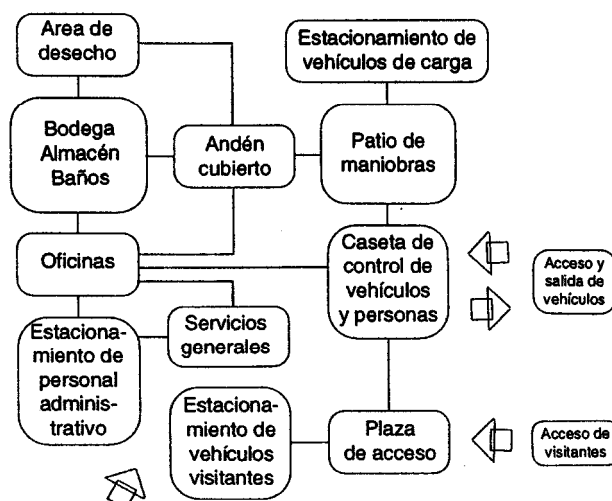 Area de
desecho
Estacionamiento de
vehículos de carga
Bodega
Almacén
Baños
Andén
cubierto
Patio de
maniobras
Oficinas
Caseta de
control de
vehículos
y personas
Acceso y
salida de
vehículos
Estaciona-
miento de
personal
adminis-
trativo
Servicios
generales
Estaciona-
miento de
vehículos
visitantes
Plaza
de acceso
Acceso de
visitantes